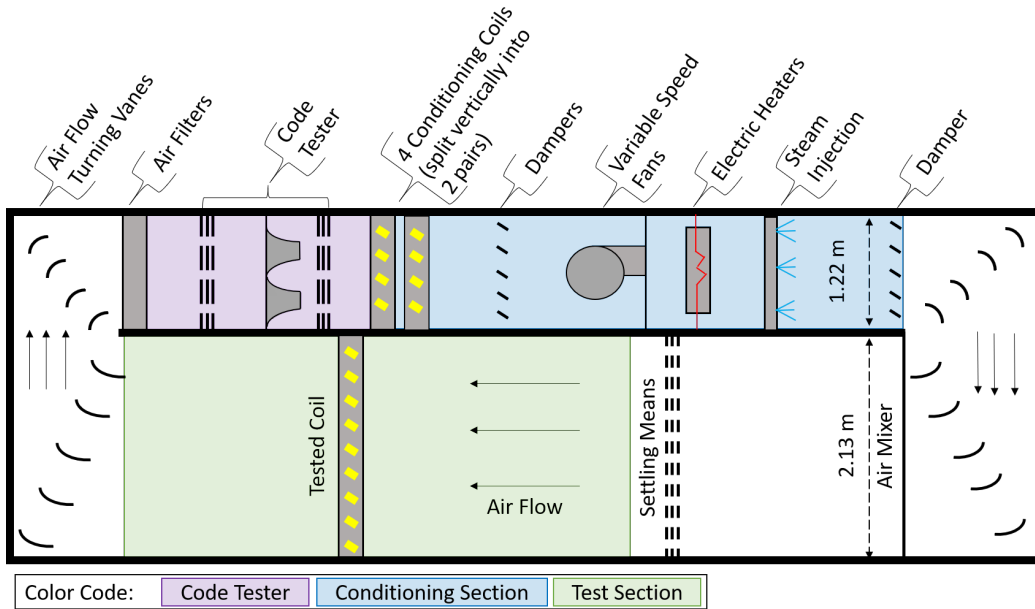 Air Flow
Turning Vanes
Air Filters
Code
Tester
4 Conditioning Coils
(split vertically into
2 pairs)
Dampers
Variable Speed
Fans
Electric Heaters
Steam
Injection
Damper
1.22 m
Tested Coil
Air Flow
Settling Means
2.13 m
Air Mixer
Color Code:
Code Tester
Conditioning Section
Test Section